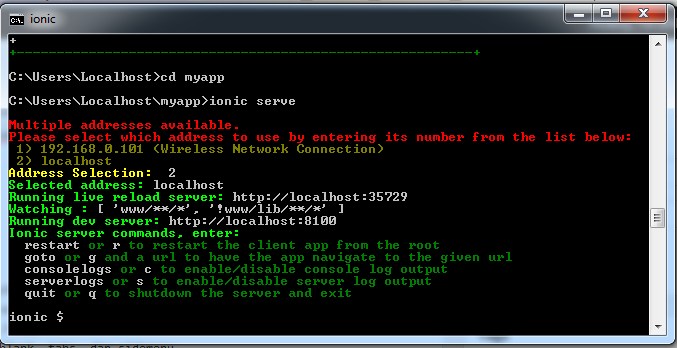 ionic
+
+----------------------------------------------------------+
C:\Users\Localhost>cd myapp
C:\Users\Localhost\myapp>ionic serve
Multiple addresses available.
Please select which address to use by entering its number from the list below:
1) 192.168.0.101 (Wireless Network Connection)
2) localhost
Address Selection:  2
Selected address: localhost
Running live reload server: http://localhost:35729
Watching : [ 'www/**/*', '!www/lib/**/*' ]
Running dev server: http://localhost:8100
Ionic server commands, enter:
restart or r to restart the client app from the root
goto or g and a url to have the app navigate to the given url
consolelogs or c to enable/disable console log output
serverlogs or s to enable/disable server log output
quit or q to shutdown the server and exit
ionic $